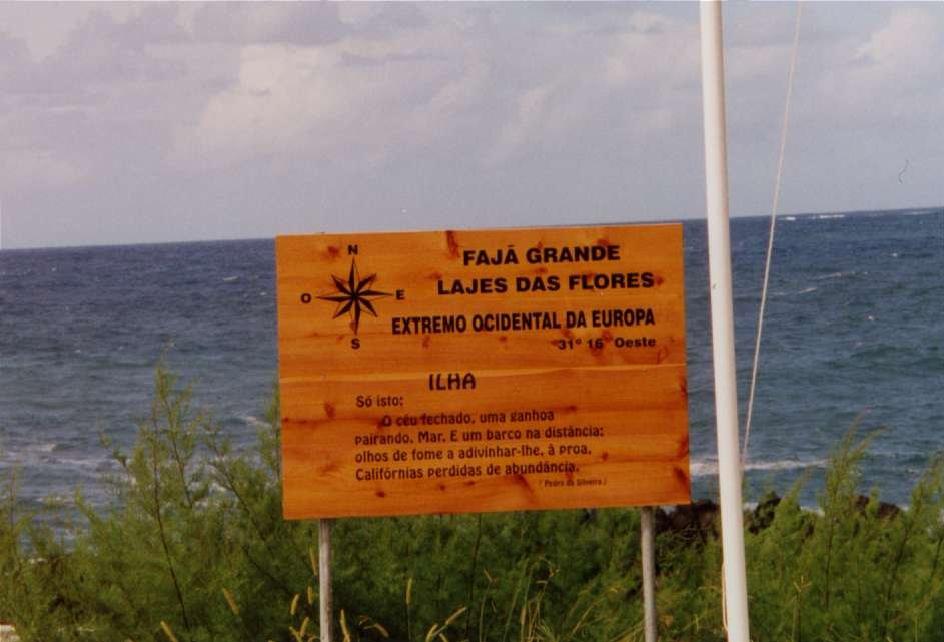 N
O E
S
FAJÃ GRANDE
LAJES DAS FLORES
EXTREMO OCIDENTAL DA EUROPA
31º 16' Oeste
ILHA
Só isto:
O céu fechado, uma ganhoa
pairando. Mar. E um barco na distância:
olhos de fome a adivinhar-lhe, à proa,
Califórnias perdidas de abundância.
( Pedro da Silveira )